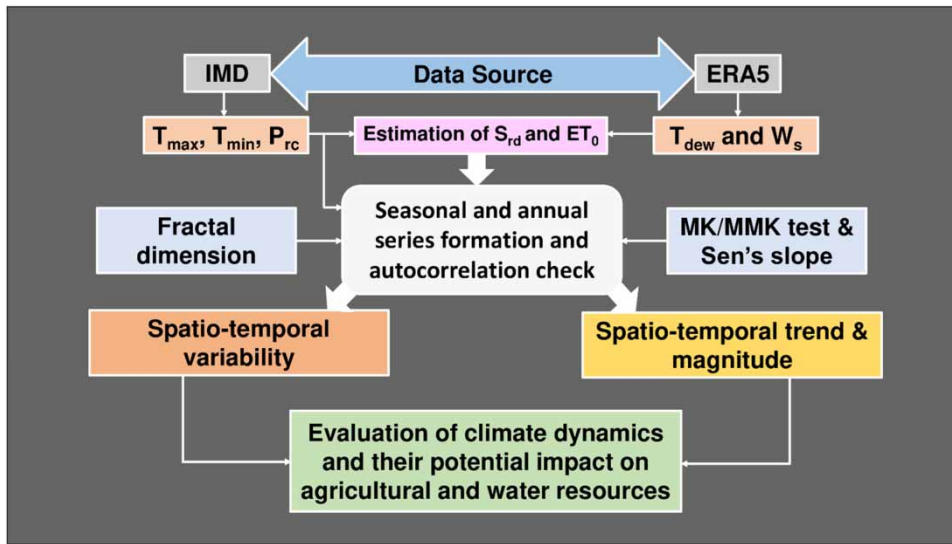 IMD
Data Source
ERA5
Tmax, Tmin, Prc
Estimation of Srd and ET0
Tdew and Ws
Fractal
dimension
Seasonal and annual
series formation and
autocorrelation check
MK/MMK test &
Sen's slope
Spatio-temporal
variability
Spatio-temporal trend &
magnitude
Evaluation of climate dynamics
and their potential impact on
agricultural and water resources